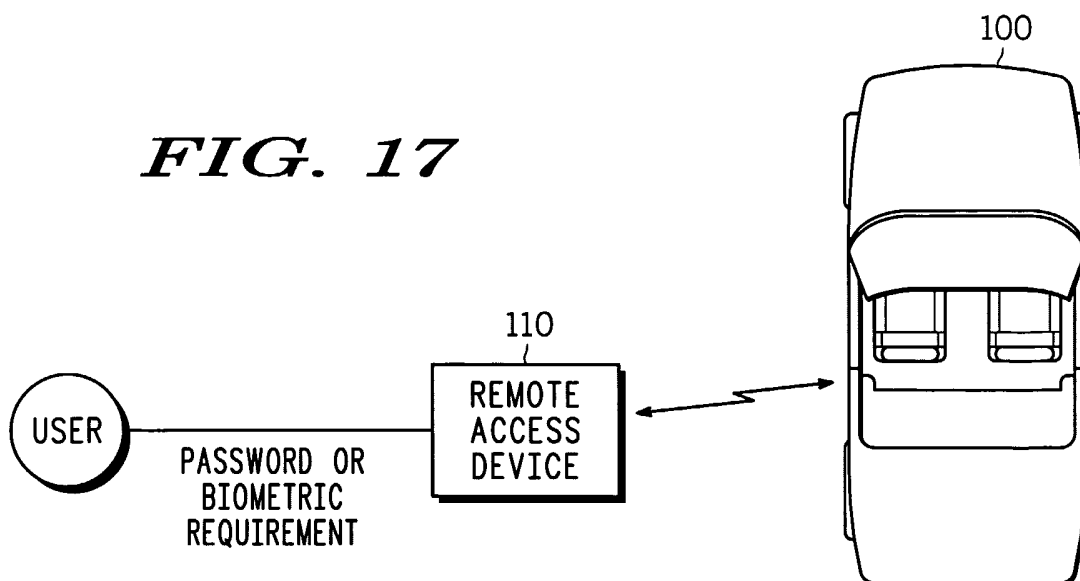 100
FIG. 17
110
USER
PASSWORD OR
BIOMETRIC
REQUIREMENT
REMOTE
ACCESS
DEVICE